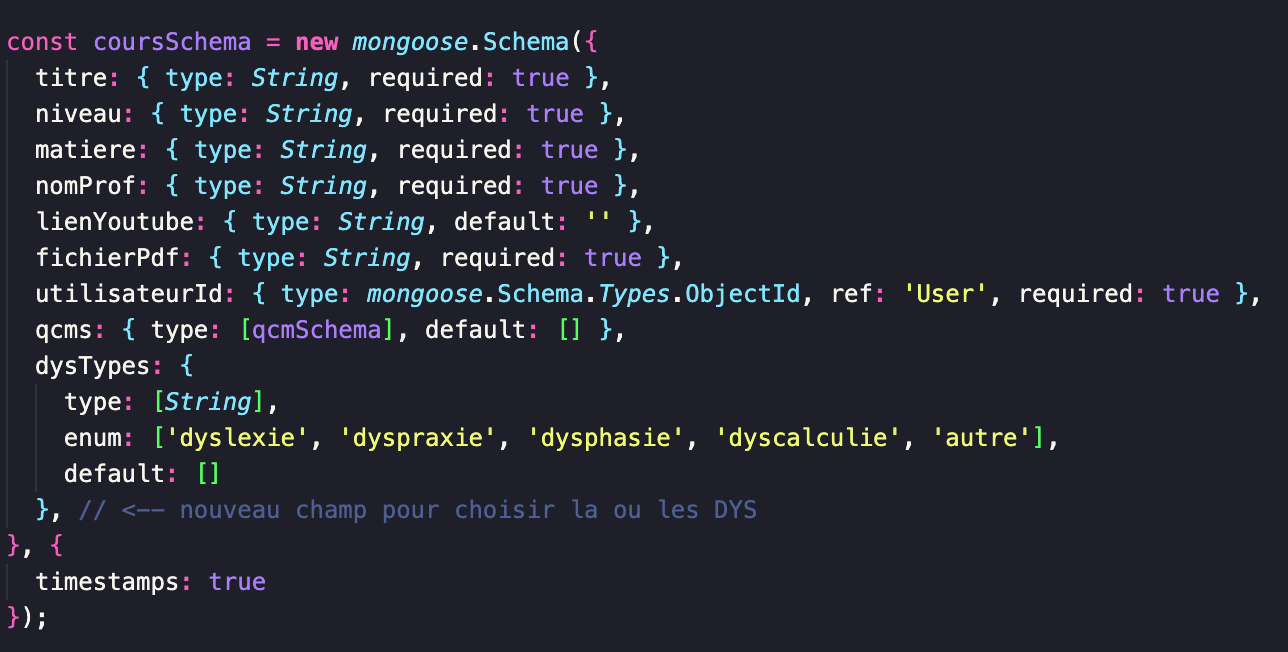 const coursSchema = new mongoose.Schema({
  titre: { type: String, required: true },
  niveau: { type: String, required: true },
  matiere: { type: String, required: true },
  nomProf: { type: String, required: true },
  lienYoutube: { type: String, default: '' },
  fichierPdf: { type: String, required: true },
  utilisateurId: { type: mongoose.Schema.Types.ObjectId, ref: 'User', required: true },
  qcms: { type: [qcmSchema], default: [] },
  dysTypes: {
    type: [String],
    enum: ['dyslexie', 'dyspraxie', 'dysphasie', 'dyscalculie', 'autre'],
    default: []
  }, // <-- nouveau champ pour choisir la ou les DYS
}, {
  timestamps: true
});